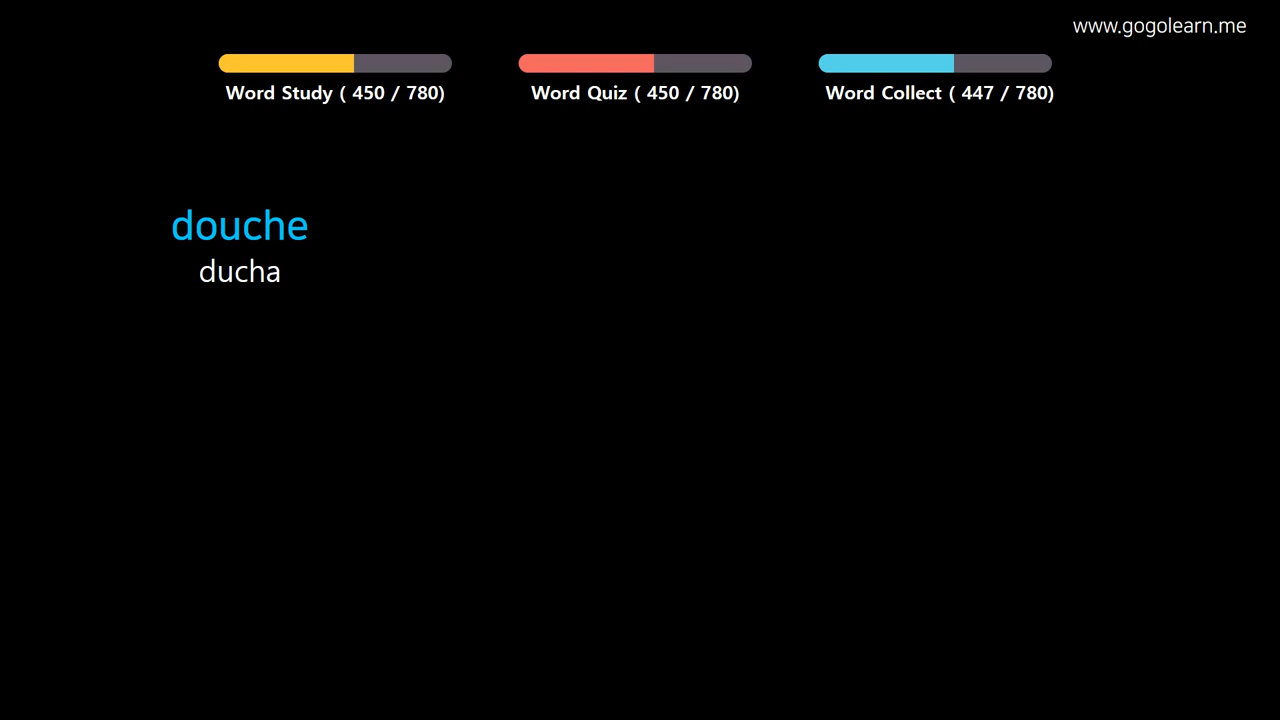 www.gogolearn.me
Word Study ( 450 / 780)
Word Quiz ( 450 / 780)
Word Collect ( 447 / 780)
douche
ducha